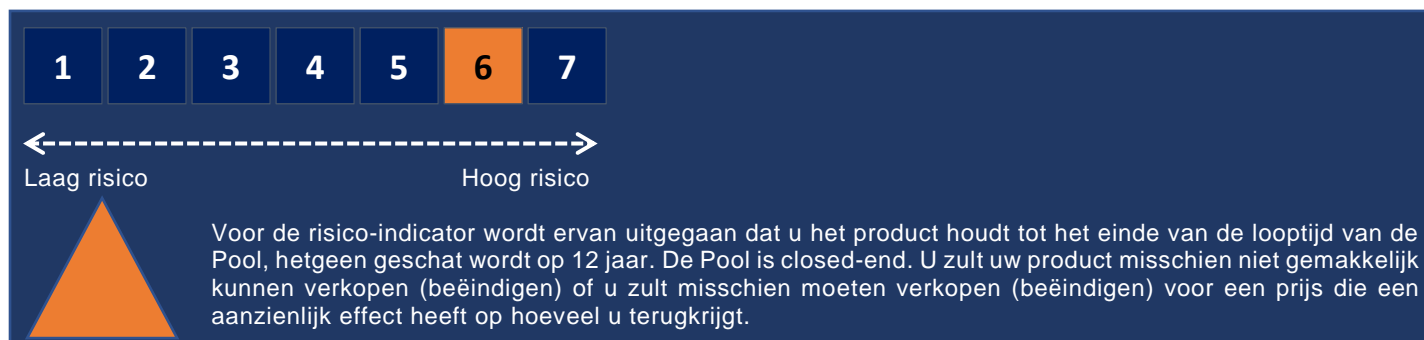 1 2 3 4 5 6 7
Laag risico Hoog risico
Voor de risico-indicator wordt ervan uitgegaan dat u het product houdt tot het einde van de looptijd van de
Pool, hetgeen geschat wordt op 12 jaar. De Pool is closed-end. U zult uw product misschien niet gemakkelijk
kunnen verkopen (beëindigen) of u zult misschien moeten verkopen (beëindigen) voor een prijs die een
aanzienlijk effect heeft op hoeveel u terugkrijgt.